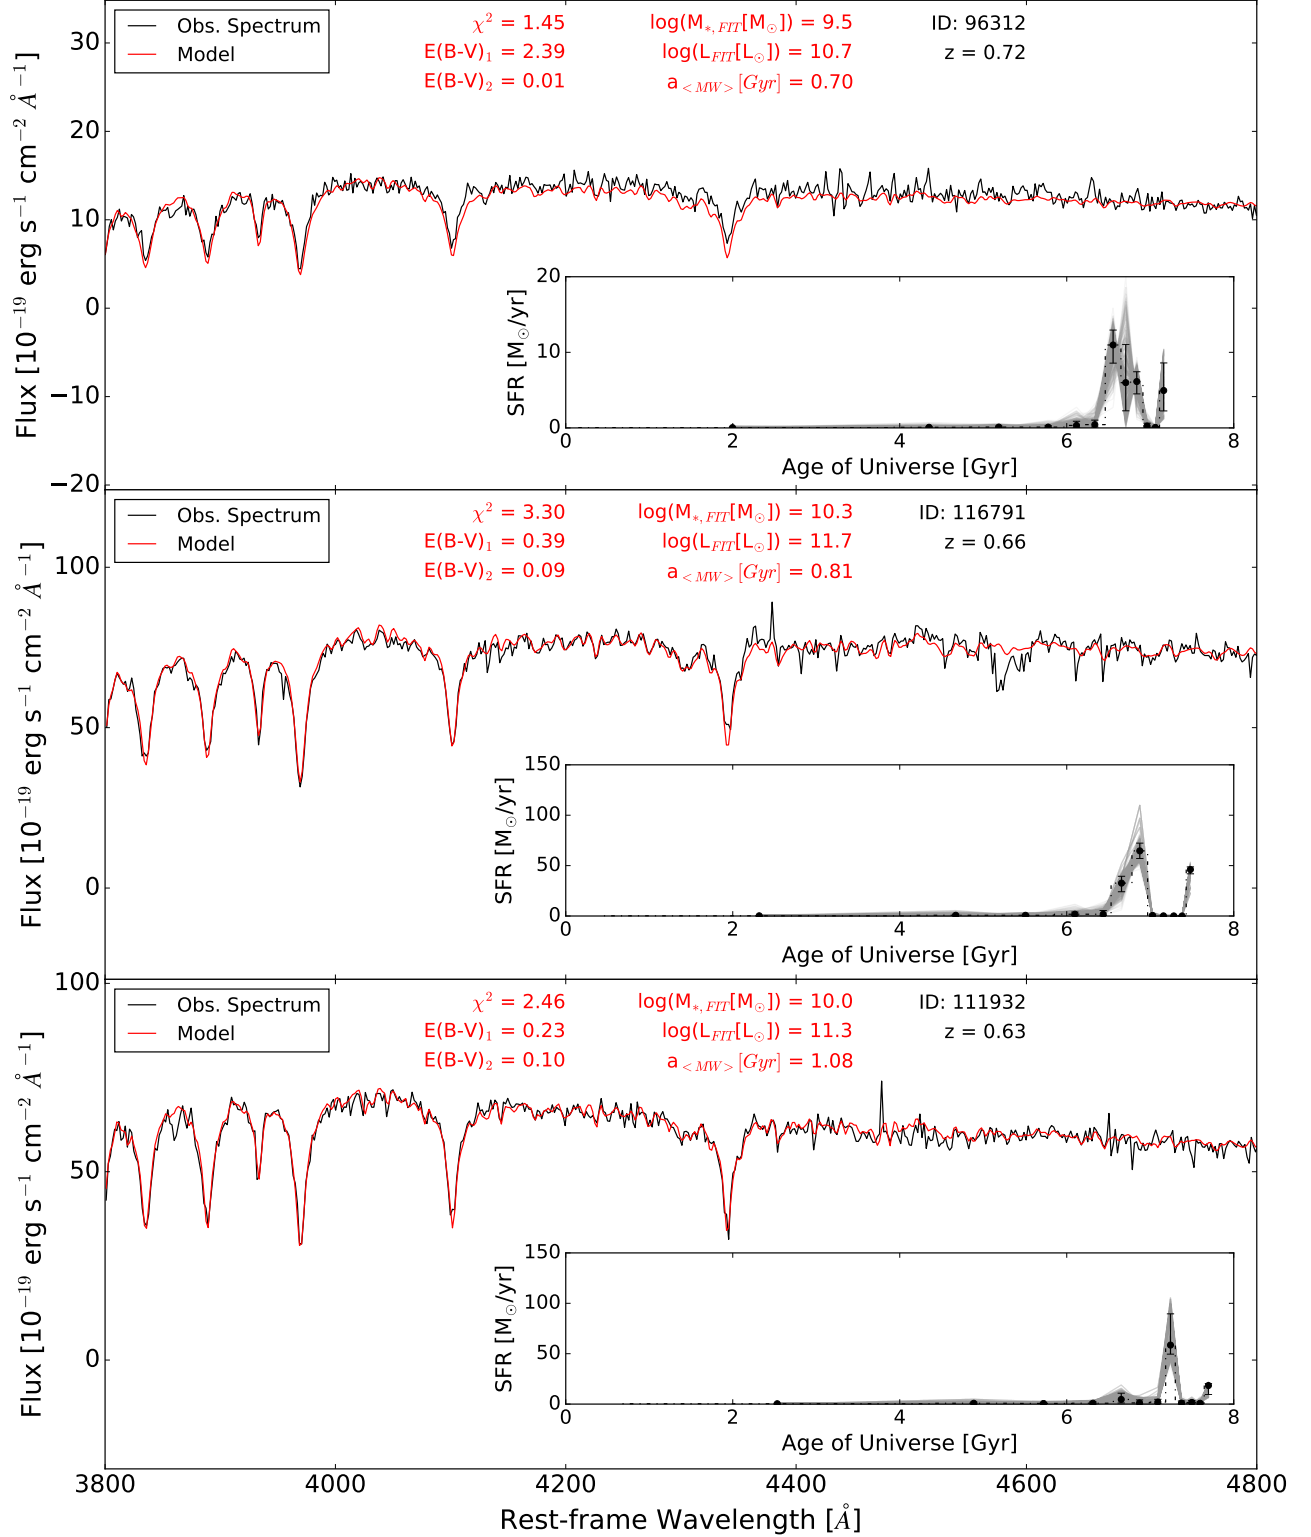 Obs. Spectrum
Model
χ² = 1.45
E(B-V)₁ = 2.39
E(B-V)₂ = 0.01
log(M*,FIT[M⊙]) = 9.5
log(LFIT[L⊙]) = 10.7
a<MW>[Gyr] = 0.70
ID: 96312
z = 0.72
Flux [10⁻¹⁹ erg s⁻¹ cm⁻² Å⁻¹]
30
20
10
0
−10
−20
SFR [M⊙/yr]
20
10
0
0 2 4 6 8
Age of Universe [Gyr]
Obs. Spectrum
Model
χ² = 3.30
E(B-V)₁ = 0.39
E(B-V)₂ = 0.09
log(M*,FIT[M⊙]) = 10.3
log(LFIT[L⊙]) = 11.7
a<MW>[Gyr] = 0.81
ID: 116791
z = 0.66
Flux [10⁻¹⁹ erg s⁻¹ cm⁻² Å⁻¹]
100
50
0
SFR [M⊙/yr]
150
100
50
0
0 2 4 6 8
Age of Universe [Gyr]
Obs. Spectrum
Model
χ² = 2.46
E(B-V)₁ = 0.23
E(B-V)₂ = 0.10
log(M*,FIT[M⊙]) = 10.0
log(LFIT[L⊙]) = 11.3
a<MW>[Gyr] = 1.08
ID: 111932
z = 0.63
Flux [10⁻¹⁹ erg s⁻¹ cm⁻² Å⁻¹]
100
50
0
SFR [M⊙/yr]
150
100
50
0
0 2 4 6 8
Age of Universe [Gyr]
3800 4000 4200 4400 4600 4800
Rest-frame Wavelength [Å]